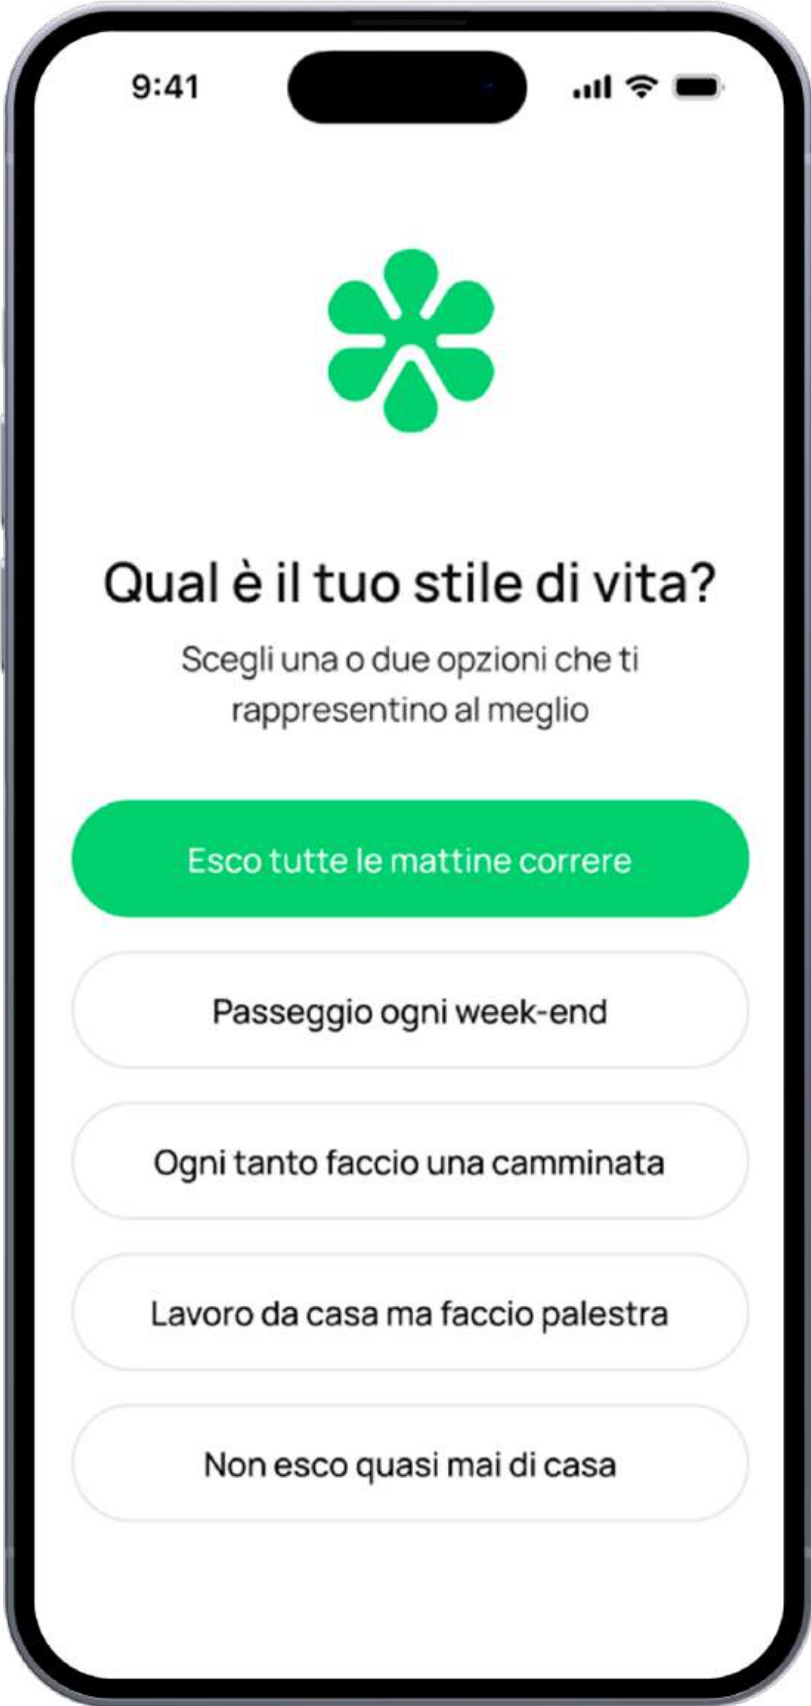 9:41
Qual è il tuo stile di vita?
Scegli una o due opzioni che ti
rappresentino al meglio
Esco tutte le mattine correre
Passeggio ogni week-end
Ogni tanto faccio una camminata
Lavoro da casa ma faccio palestra
Non esco quasi mai di casa